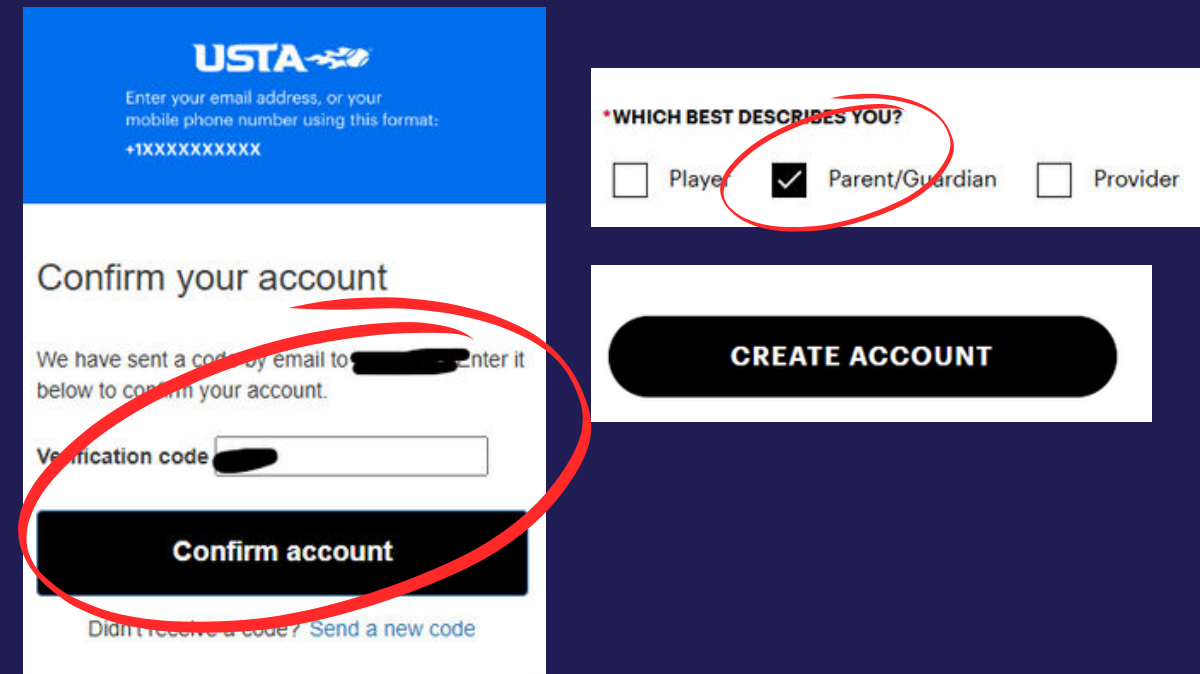 USTA
Enter your email address, or your
mobile phone number using this format:
+1XXXXXXXXXX
Confirm your account
We have sent a code by email to Enter it
below to confirm your account.
Verification code
Confirm account
Didn't receive a code? Send a new code
*WHICH BEST DESCRIBES YOU?
Player Parent/Guardian Provider
CREATE ACCOUNT